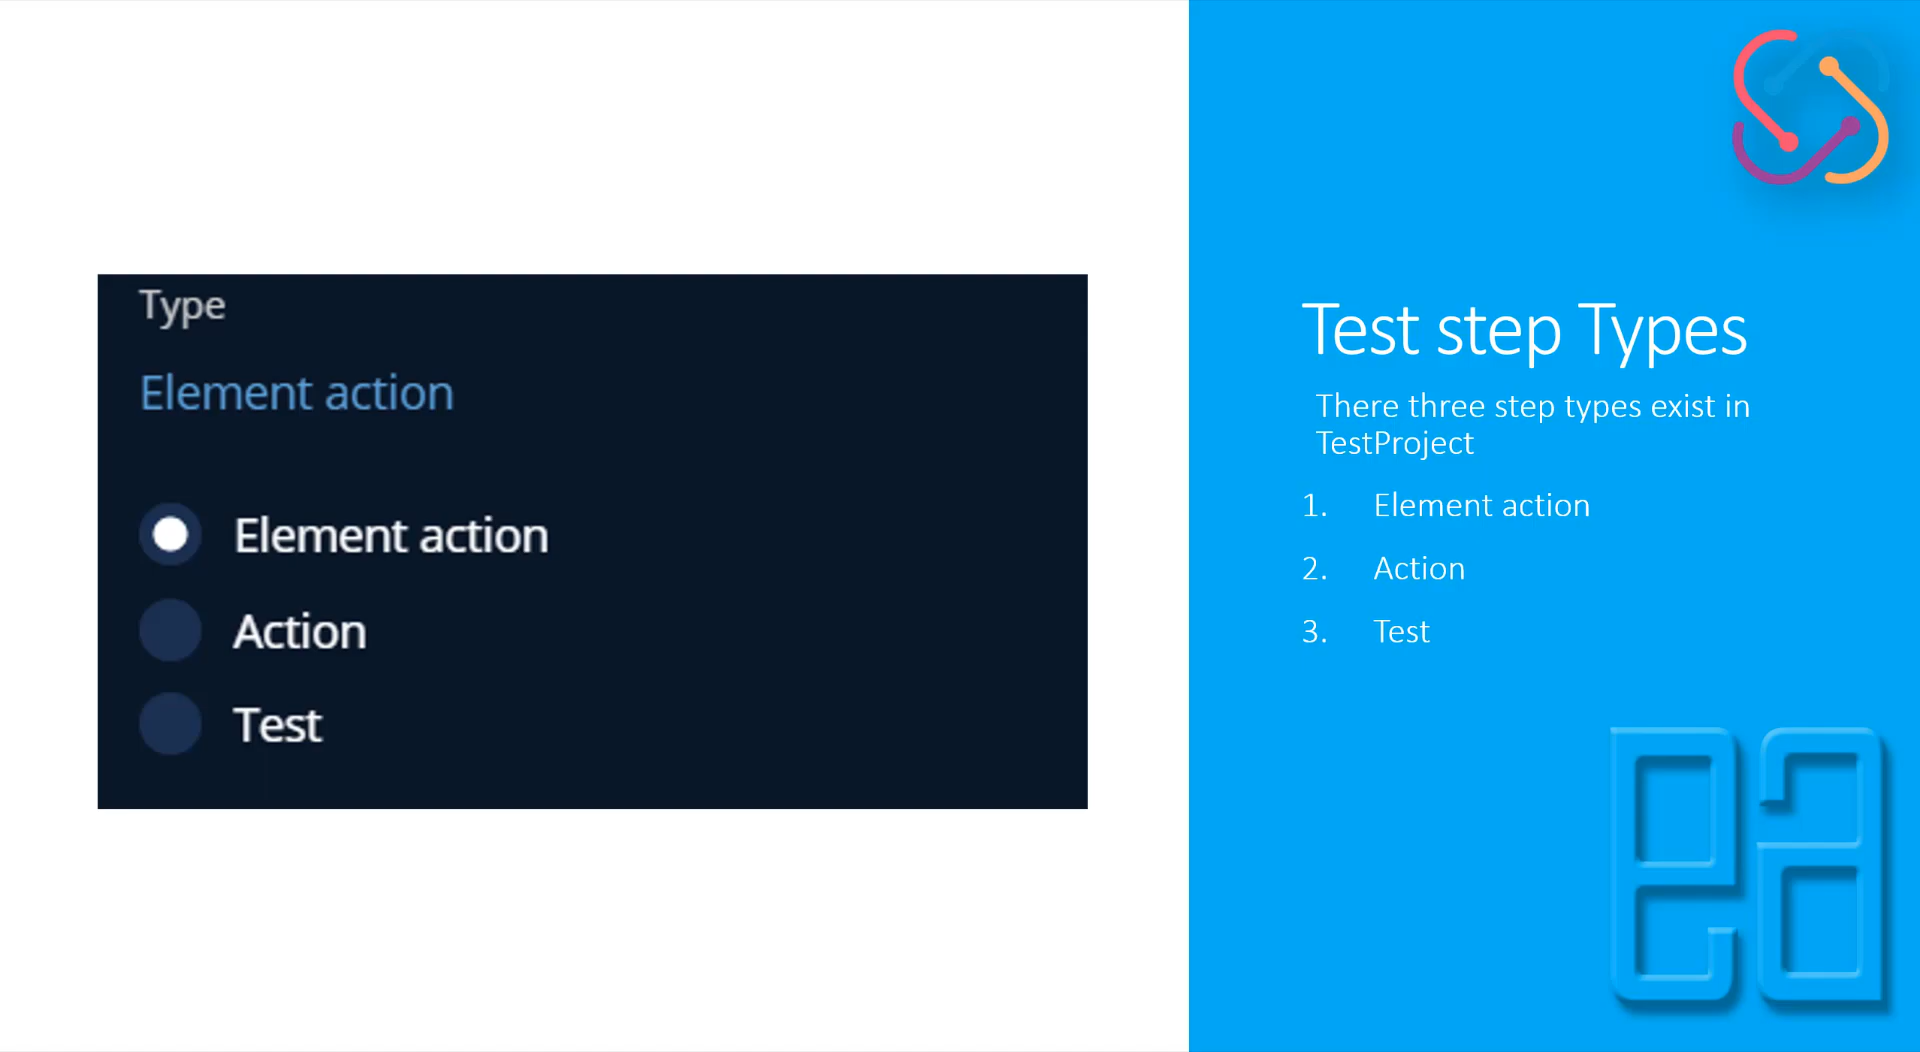 Type
Element action
Element action
Action
Test
Test step Types
There three step types exist in
TestProject
1. Element action
2. Action
3. Test
ea